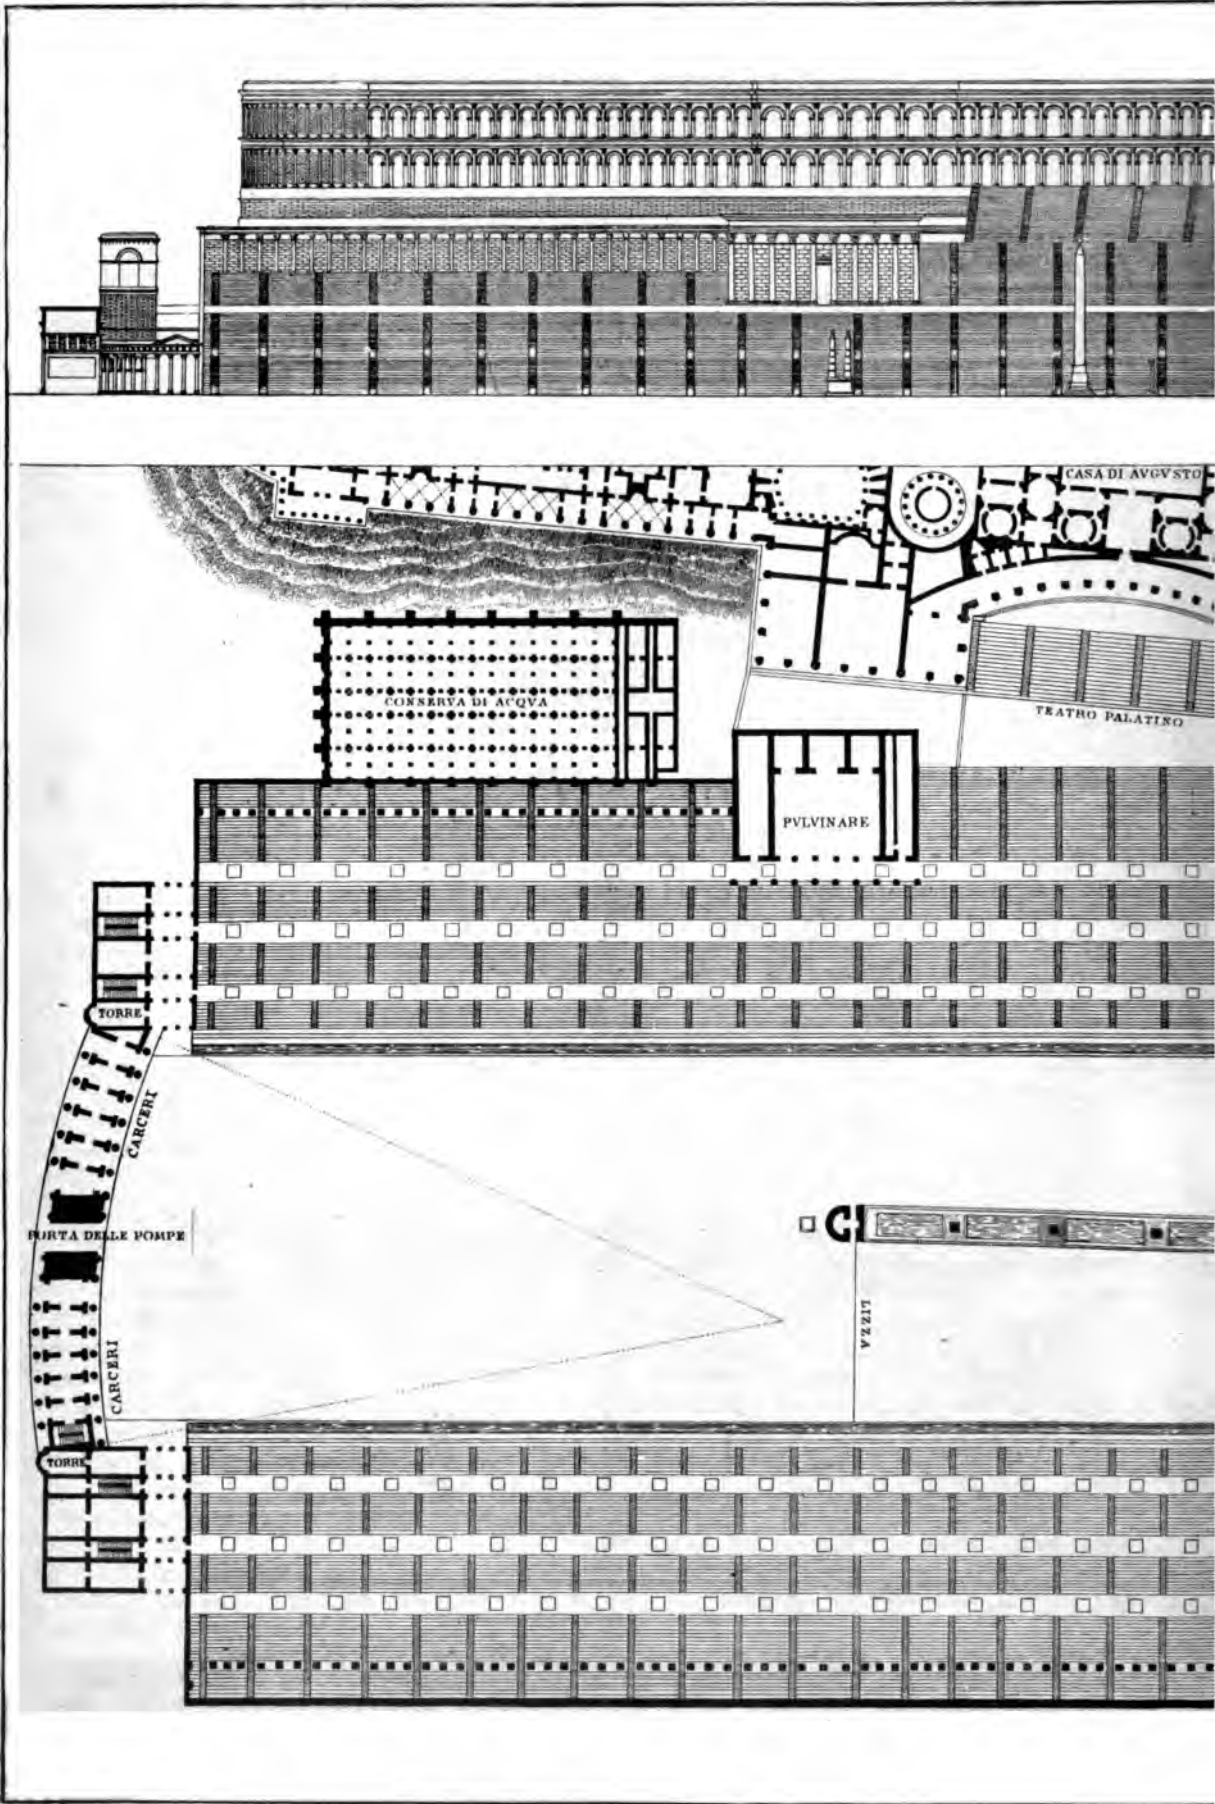 CASA DI AVGVSTO
CONSERVA DI ACQVA
TEATRO PALATINO
PVLVINARE
TORRE
CARCERI
PORTA DELLE POMPE
LIZZA
CARCERI
TORRE